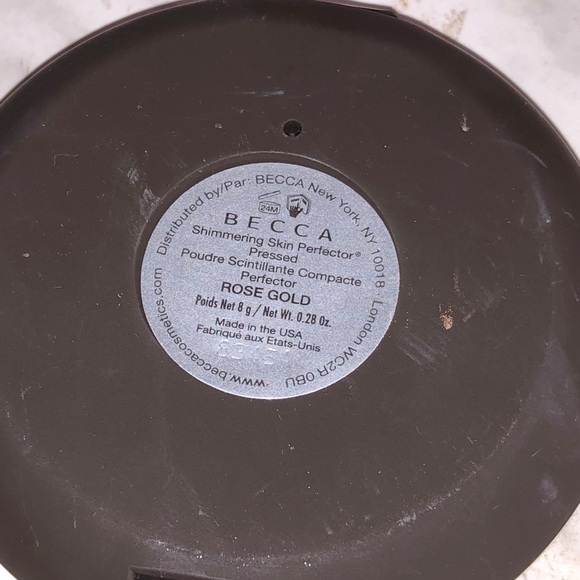 Distributed by/Par: BECCA New York, NY 10018 · London WC2R 0BU · www.beccacosmetics.com
24M
BECCA
Shimmering Skin Perfector®
Pressed
Poudre Scintillante Compacte
Perfector
ROSE GOLD
Poids Net 8 g / Net Wt. 0.28 Oz.
Made in the USA
Fabriqué aux Etats-Unis